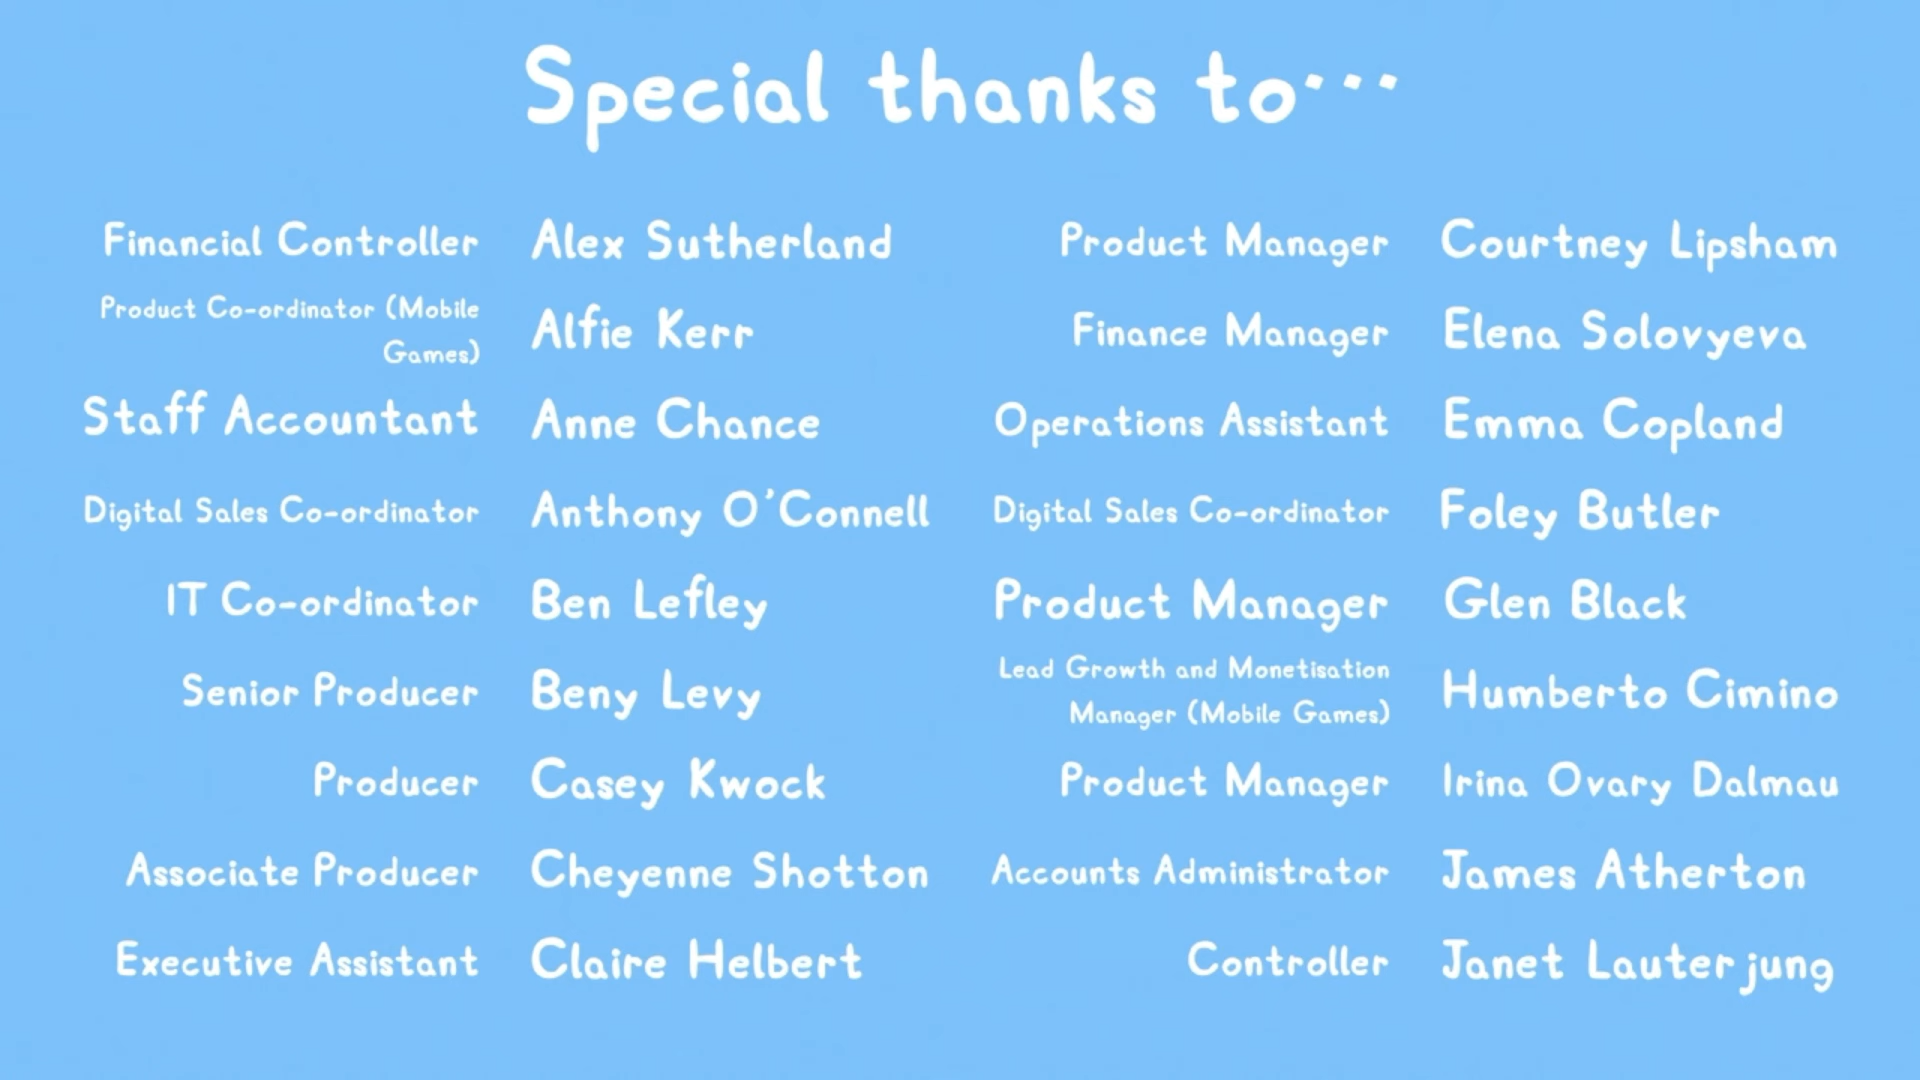 Special thanks to...
Financial Controller Alex Sutherland
Product Co-ordinator (Mobile
Games) Alfie Kerr
Staff Accountant Anne Chance
Digital Sales Co-ordinator Anthony O'Connell
IT Co-ordinator Ben Lefley
Senior Producer Beny Levy
Producer Casey Kwock
Associate Producer Cheyenne Shotton
Executive Assistant Claire Helbert
Product Manager Courtney Lipsham
Finance Manager Elena Solovyeva
Operations Assistant Emma Copland
Digital Sales Co-ordinator Foley Butler
Product Manager Glen Black
Lead Growth and Monetisation
Manager (Mobile Games) Humberto Cimino
Product Manager Irina Ovary Dalmau
Accounts Administrator James Atherton
Controller Janet Lauterjung